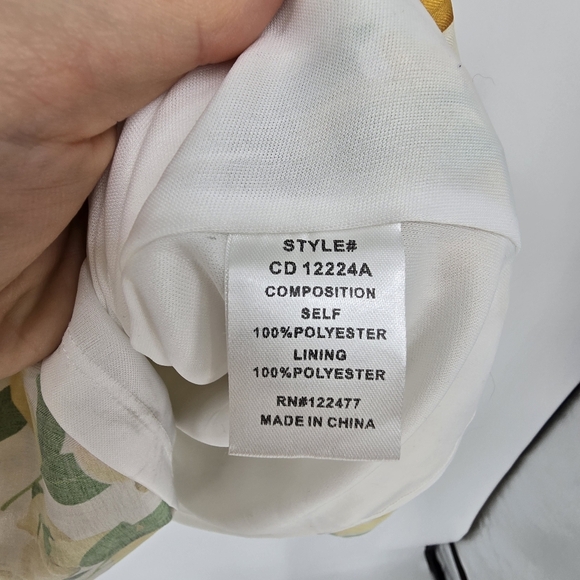 STYLE#
CD 12224A
COMPOSITION
SELF
100%POLYESTER
LINING
100%POLYESTER
RN#122477
MADE IN CHINA